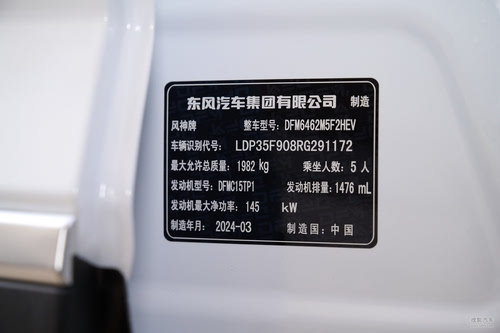 东风汽车集团有限公司 制造
风神牌 整车型号: DFM6462M5F2HEV
车辆识别代号: LDP35F908RG291172
最大允许总质量: 1982 kg 乘坐人数: 5 人
发动机型号: DFMC15TP1 发动机排量: 1476 mL
发动机最大净功率: 145 kW
制造年月: 2024-03 制造国: 中国